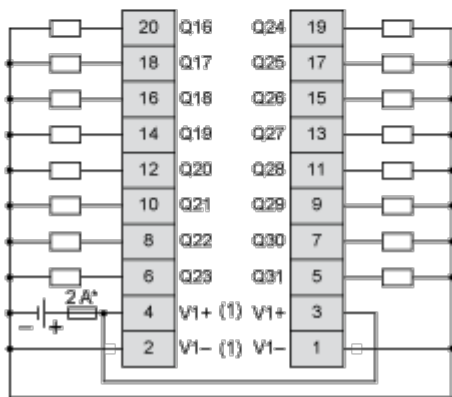 20 Q16 Q24 19
18 Q17 Q25 17
16 Q18 Q26 15
14 Q19 Q27 13
12 Q20 Q28 11
10 Q21 Q29 9
8 Q22 Q30 7
6 Q23 Q31 5
2 A*
− + 4 V1+ (1) V1+ 3
2 V1− (1) V1− 1